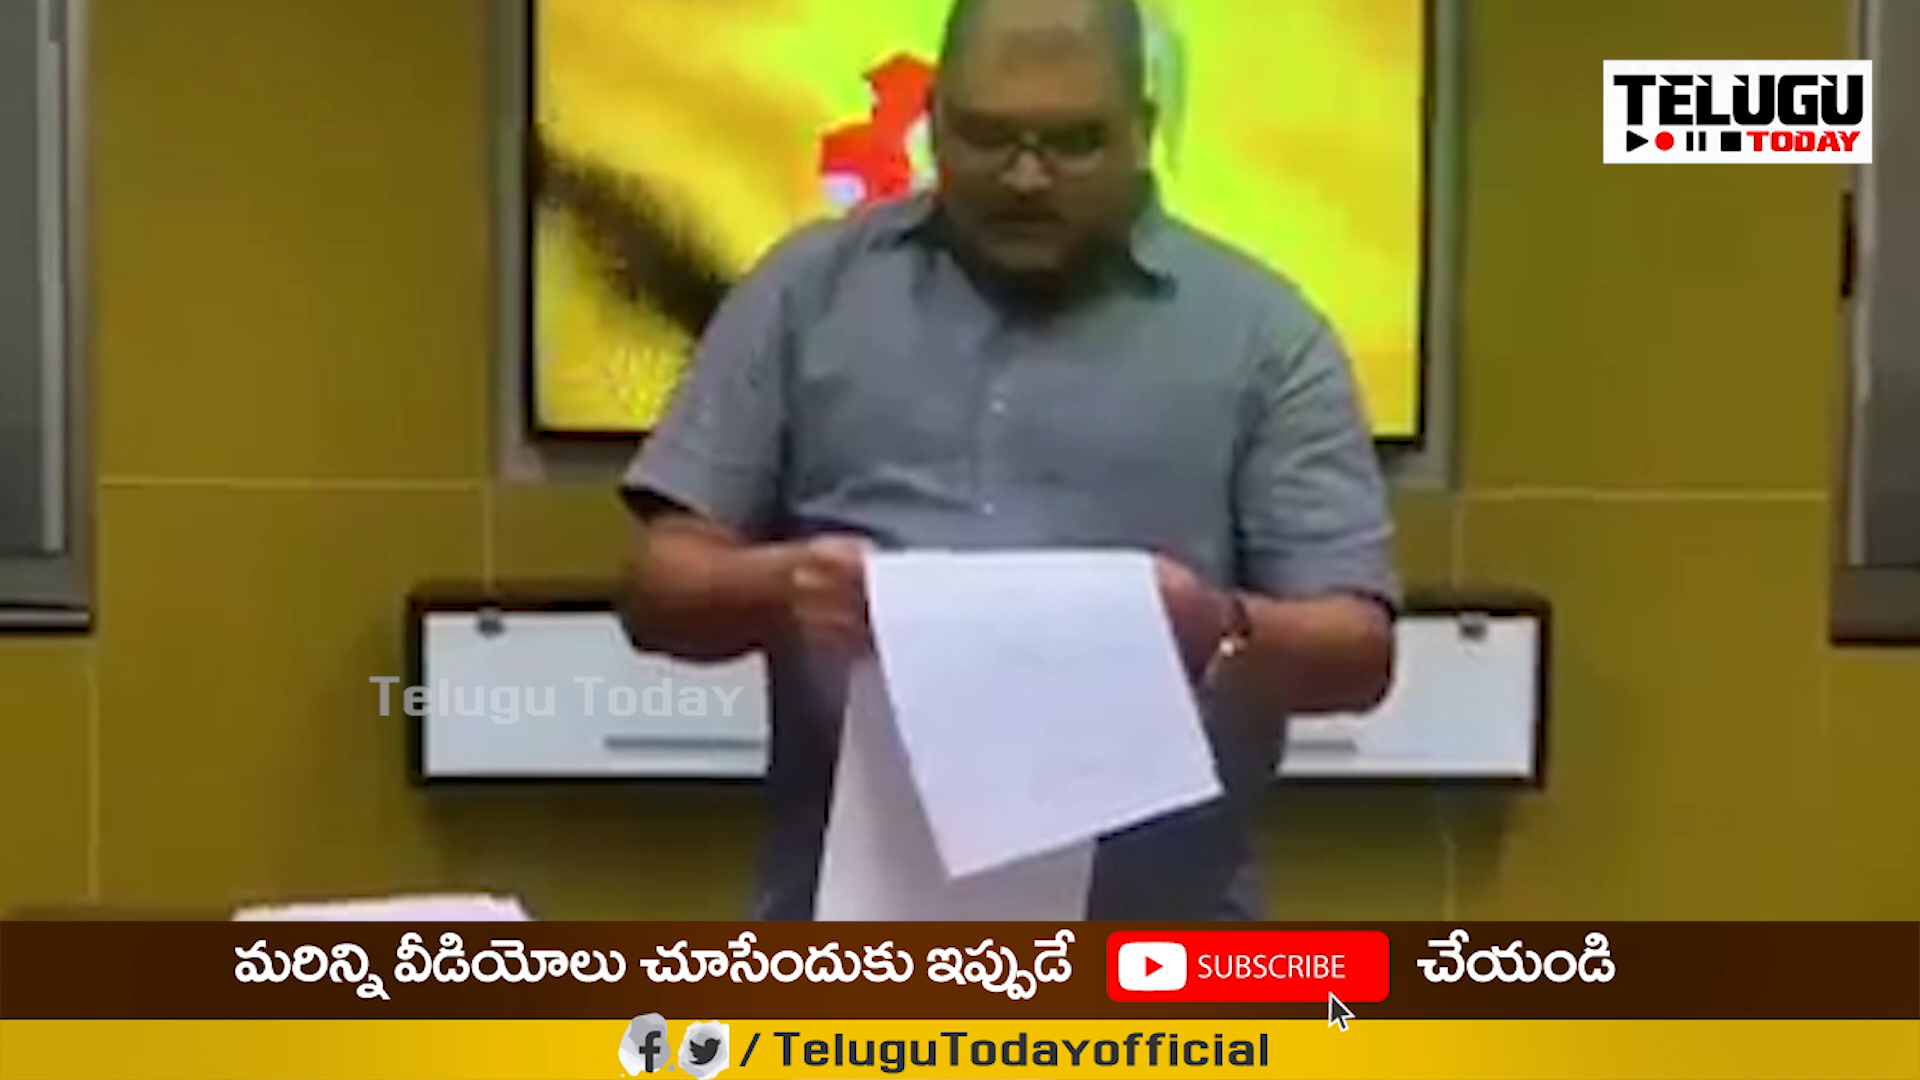 TELUGU
TODAY
Telugu Today
మరిన్ని వీడియోలు చూసేందుకు ఇప్పుడే SUBSCRIBE చేయండి
/ TeluguTodayofficial